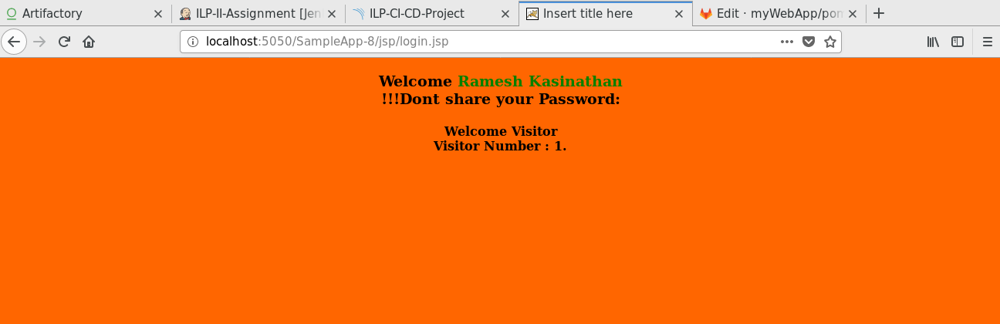 Artifactory
ILP-II-Assignment [Jen
ILP-CI-CD-Project
Insert title here
Edit · myWebApp/pom
localhost:5050/SampleApp-8/jsp/login.jsp
Welcome Ramesh Kasinathan
!!!Dont share your Password:
Welcome Visitor
Visitor Number : 1.